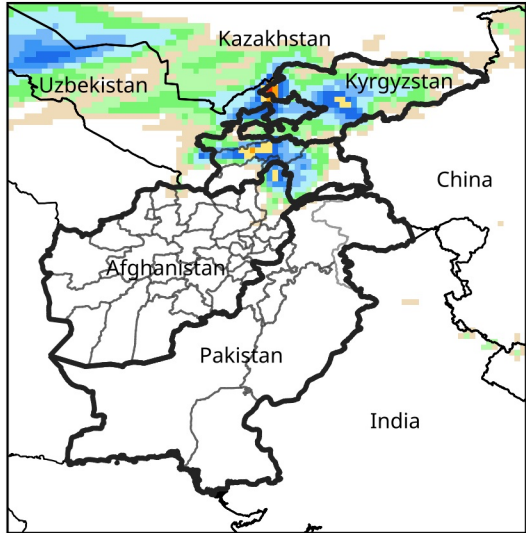 Kazakhstan
Uzbekistan
Kyrgyzstan
China
Afghanistan
Pakistan
India